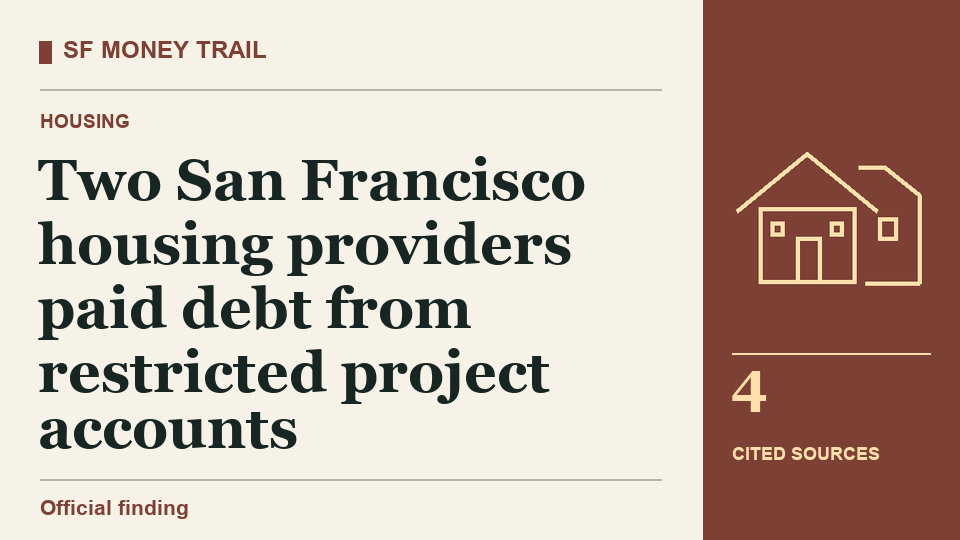 SF MONEY TRAIL
HOUSING
Two San Francisco
housing providers
paid debt from
restricted project
accounts
Official finding
4
CITED SOURCES